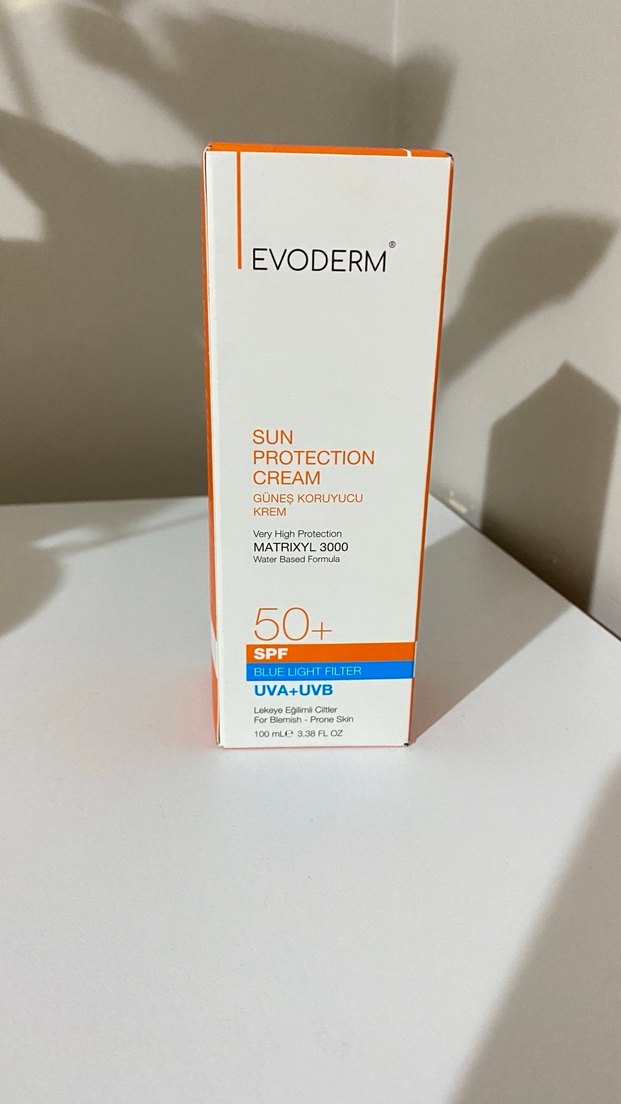 EVODERM®
SUN
PROTECTION
CREAM
GÜNEŞ KORUYUCU
KREM
Very High Protection
MATRIXYL 3000
Water Based Formula
50+
SPF
BLUE LIGHT FILTER
UVA+UVB
Lekeye Eğilimli Ciltler
For Blemish - Prone Skin
100 mL℮ 3.38 FL OZ